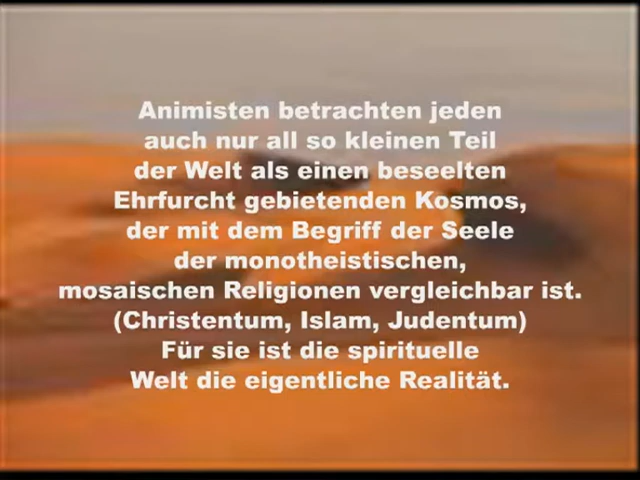 Animisten betrachten jeden
auch nur all so kleinen Teil
der Welt als einen beseelten
Ehrfurcht gebietenden Kosmos,
der mit dem Begriff der Seele
der monotheistischen,
mosaischen Religionen vergleichbar ist.
(Christentum, Islam, Judentum)
Für sie ist die spirituelle
Welt die eigentliche Realität.